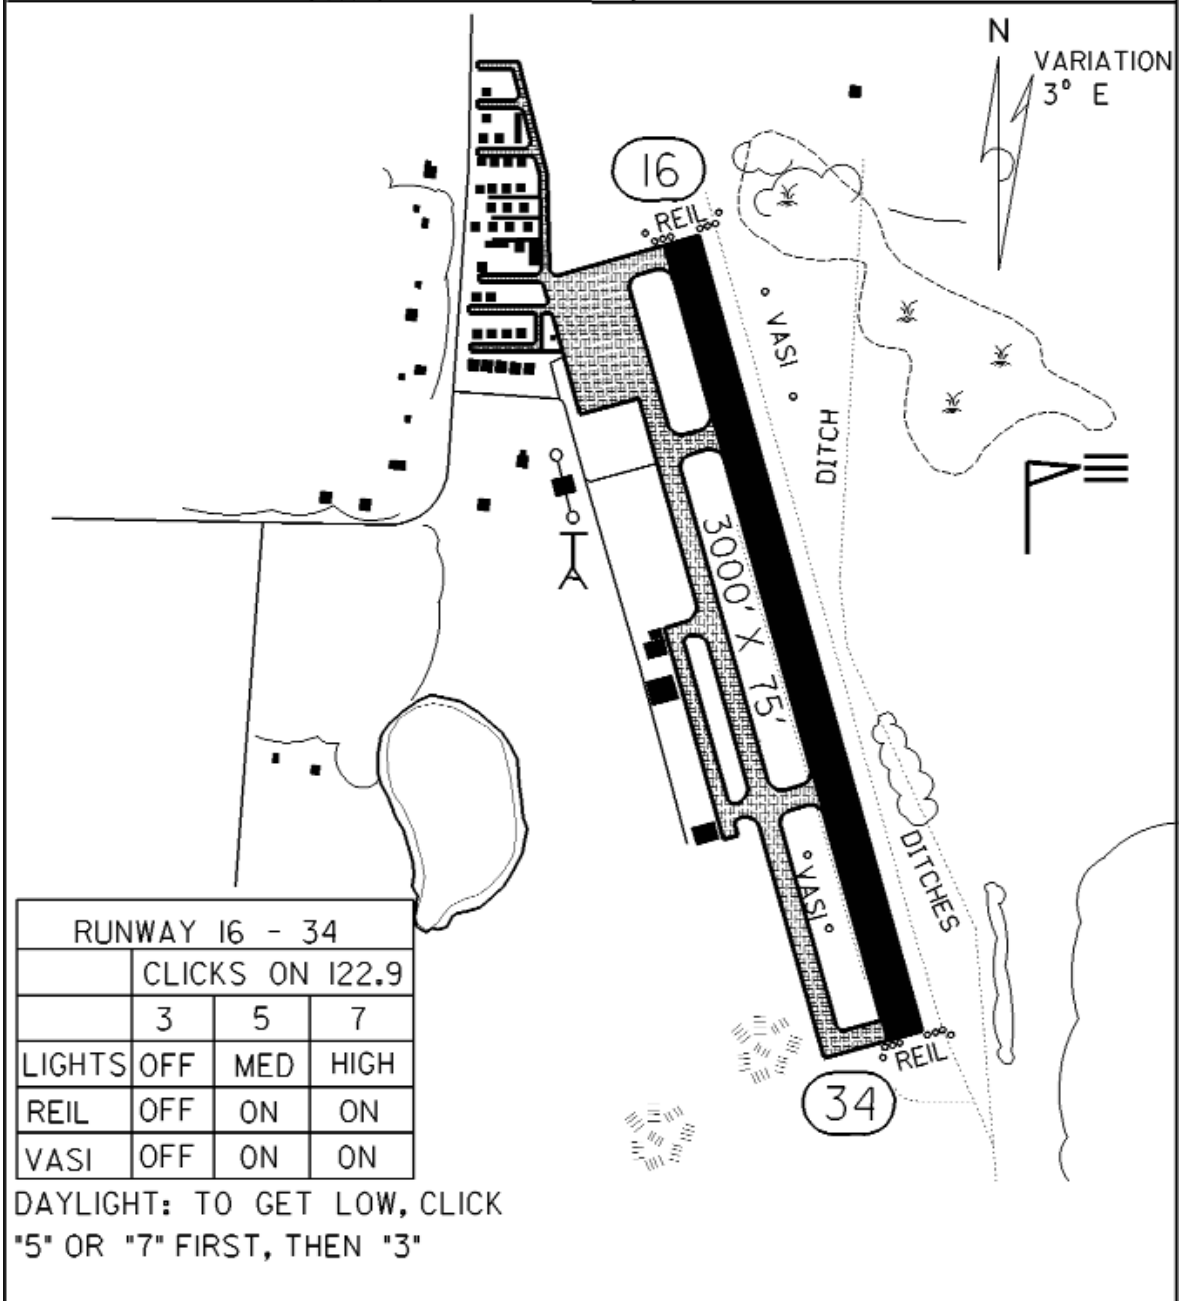 N
VARIATION
3° E
16
REIL
VASI
DITCH
3000' X 75'
DITCHES
VASI
REIL
34
RUNWAY 16 - 34
CLICKS ON 122.9
3 5 7
LIGHTS OFF MED HIGH
REIL OFF ON ON
VASI OFF ON ON
DAYLIGHT: TO GET LOW, CLICK
"5" OR "7" FIRST, THEN "3"